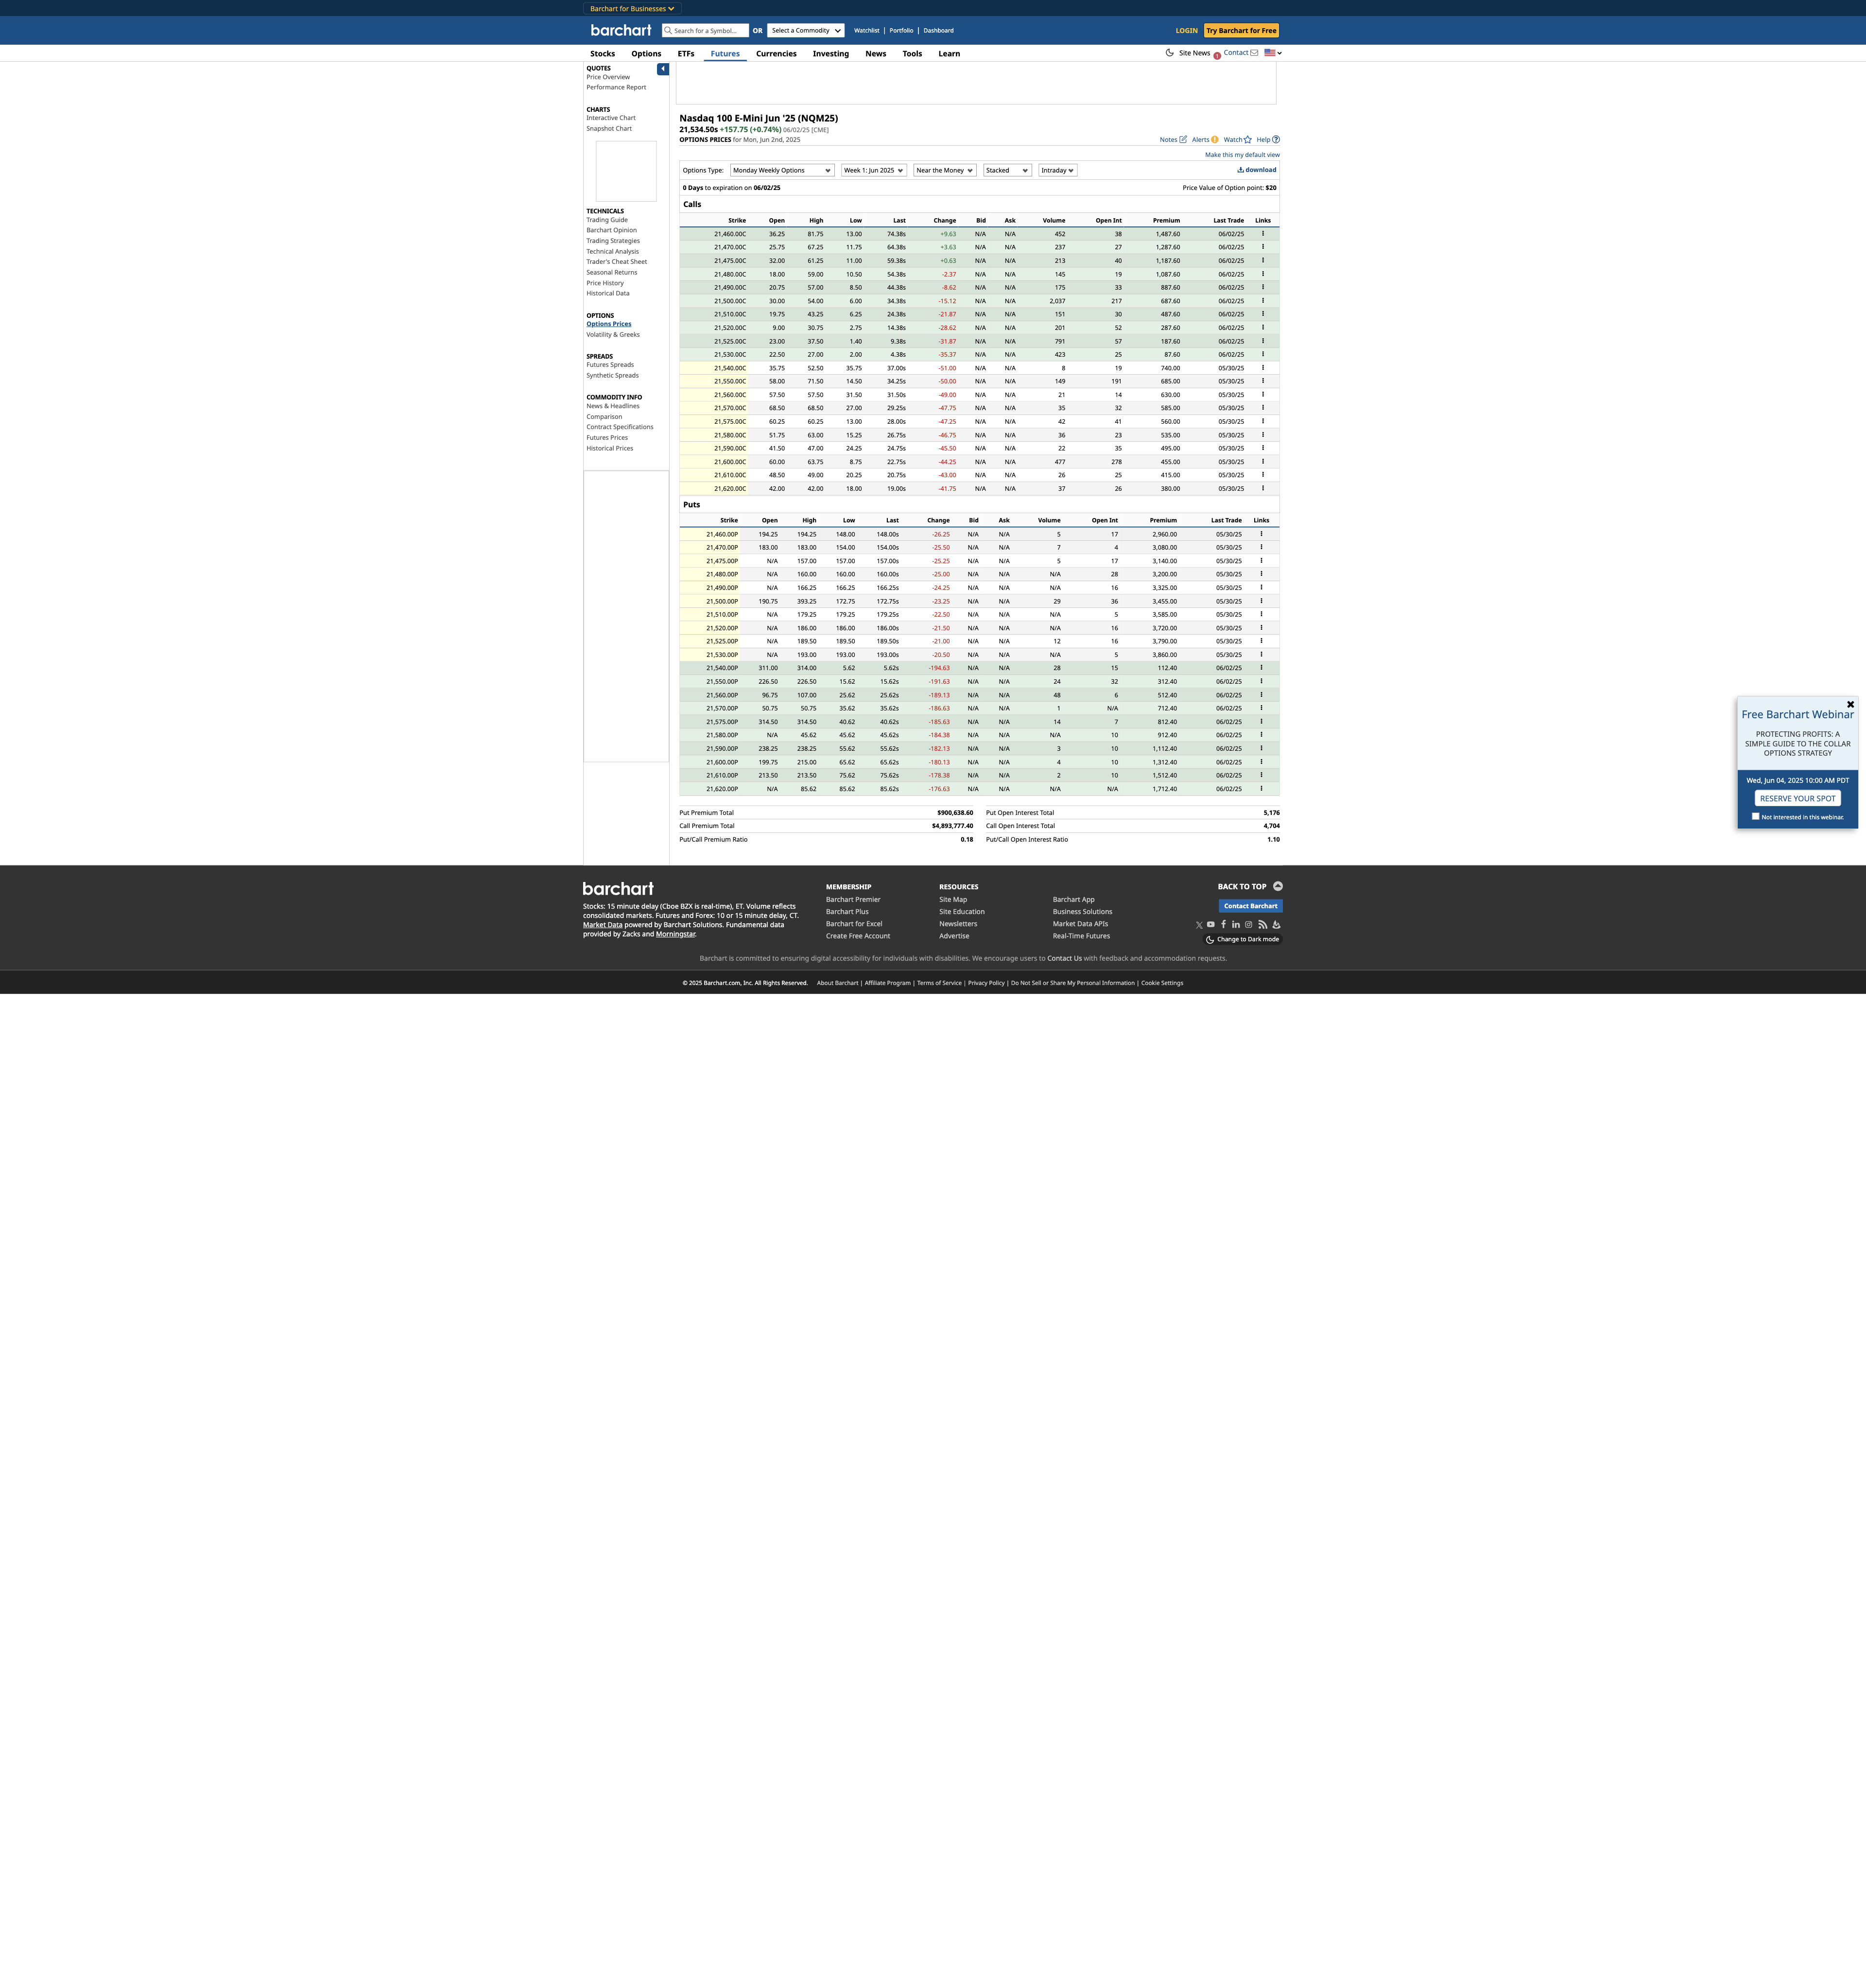 Barchart for Businesses
barchart Search for a Symbol... OR Select a Commodity Watchlist | Portfolio | Dashboard LOGIN Try Barchart for Free
Stocks Options ETFs Futures Currencies Investing News Tools Learn Site News 1 Contact
QUOTES
Price Overview
Performance Report
CHARTS
Interactive Chart
Snapshot Chart
TECHNICALS
Trading Guide
Barchart Opinion
Trading Strategies
Technical Analysis
Trader's Cheat Sheet
Seasonal Returns
Price History
Historical Data
OPTIONS
Options Prices
Volatility & Greeks
SPREADS
Futures Spreads
Synthetic Spreads
COMMODITY INFO
News & Headlines
Comparison
Contract Specifications
Futures Prices
Historical Prices
Nasdaq 100 E-Mini Jun '25 (NQM25)
21,534.50s +157.75 (+0.74%) 06/02/25 [CME]
OPTIONS PRICES for Mon, Jun 2nd, 2025 Notes Alerts Watch Help
Make this my default view
Options Type: Monday Weekly Options Week 1: Jun 2025 Near the Money Stacked Intraday download
0 Days to expiration on 06/02/25 Price Value of Option point: $20
Calls
Strike Open High Low Last Change Bid Ask Volume Open Int Premium Last Trade Links
21,460.00C 36.25 81.75 13.00 74.38s +9.63 N/A N/A 452 38 1,487.60 06/02/25
21,470.00C 25.75 67.25 11.75 64.38s +3.63 N/A N/A 237 27 1,287.60 06/02/25
21,475.00C 32.00 61.25 11.00 59.38s +0.63 N/A N/A 213 40 1,187.60 06/02/25
21,480.00C 18.00 59.00 10.50 54.38s -2.37 N/A N/A 145 19 1,087.60 06/02/25
21,490.00C 20.75 57.00 8.50 44.38s -8.62 N/A N/A 175 33 887.60 06/02/25
21,500.00C 30.00 54.00 6.00 34.38s -15.12 N/A N/A 2,037 217 687.60 06/02/25
21,510.00C 19.75 43.25 6.25 24.38s -21.87 N/A N/A 151 30 487.60 06/02/25
21,520.00C 9.00 30.75 2.75 14.38s -28.62 N/A N/A 201 52 287.60 06/02/25
21,525.00C 23.00 37.50 1.40 9.38s -31.87 N/A N/A 791 57 187.60 06/02/25
21,530.00C 22.50 27.00 2.00 4.38s -35.37 N/A N/A 423 25 87.60 06/02/25
21,540.00C 35.75 52.50 35.75 37.00s -51.00 N/A N/A 8 19 740.00 05/30/25
21,550.00C 58.00 71.50 14.50 34.25s -50.00 N/A N/A 149 191 685.00 05/30/25
21,560.00C 57.50 57.50 31.50 31.50s -49.00 N/A N/A 21 14 630.00 05/30/25
21,570.00C 68.50 68.50 27.00 29.25s -47.75 N/A N/A 35 32 585.00 05/30/25
21,575.00C 60.25 60.25 13.00 28.00s -47.25 N/A N/A 42 41 560.00 05/30/25
21,580.00C 51.75 63.00 15.25 26.75s -46.75 N/A N/A 36 23 535.00 05/30/25
21,590.00C 41.50 47.00 24.25 24.75s -45.50 N/A N/A 22 35 495.00 05/30/25
21,600.00C 60.00 63.75 8.75 22.75s -44.25 N/A N/A 477 278 455.00 05/30/25
21,610.00C 48.50 49.00 20.25 20.75s -43.00 N/A N/A 26 25 415.00 05/30/25
21,620.00C 42.00 42.00 18.00 19.00s -41.75 N/A N/A 37 26 380.00 05/30/25
Puts
Strike Open High Low Last Change Bid Ask Volume Open Int Premium Last Trade Links
21,460.00P 194.25 194.25 148.00 148.00s -26.25 N/A N/A 5 17 2,960.00 05/30/25
21,470.00P 183.00 183.00 154.00 154.00s -25.50 N/A N/A 7 4 3,080.00 05/30/25
21,475.00P N/A 157.00 157.00 157.00s -25.25 N/A N/A 5 17 3,140.00 05/30/25
21,480.00P N/A 160.00 160.00 160.00s -25.00 N/A N/A N/A 28 3,200.00 05/30/25
21,490.00P N/A 166.25 166.25 166.25s -24.25 N/A N/A N/A 16 3,325.00 05/30/25
21,500.00P 190.75 393.25 172.75 172.75s -23.25 N/A N/A 29 36 3,455.00 05/30/25
21,510.00P N/A 179.25 179.25 179.25s -22.50 N/A N/A N/A 5 3,585.00 05/30/25
21,520.00P N/A 186.00 186.00 186.00s -21.50 N/A N/A N/A 16 3,720.00 05/30/25
21,525.00P N/A 189.50 189.50 189.50s -21.00 N/A N/A 12 16 3,790.00 05/30/25
21,530.00P N/A 193.00 193.00 193.00s -20.50 N/A N/A N/A 5 3,860.00 05/30/25
21,540.00P 311.00 314.00 5.62 5.62s -194.63 N/A N/A 28 15 112.40 06/02/25
21,550.00P 226.50 226.50 15.62 15.62s -191.63 N/A N/A 24 32 312.40 06/02/25
21,560.00P 96.75 107.00 25.62 25.62s -189.13 N/A N/A 48 6 512.40 06/02/25
21,570.00P 50.75 50.75 35.62 35.62s -186.63 N/A N/A 1 N/A 712.40 06/02/25
21,575.00P 314.50 314.50 40.62 40.62s -185.63 N/A N/A 14 7 812.40 06/02/25
21,580.00P N/A 45.62 45.62 45.62s -184.38 N/A N/A N/A 10 912.40 06/02/25
21,590.00P 238.25 238.25 55.62 55.62s -182.13 N/A N/A 3 10 1,112.40 06/02/25
21,600.00P 199.75 215.00 65.62 65.62s -180.13 N/A N/A 4 10 1,312.40 06/02/25
21,610.00P 213.50 213.50 75.62 75.62s -178.38 N/A N/A 2 10 1,512.40 06/02/25
21,620.00P N/A 85.62 85.62 85.62s -176.63 N/A N/A N/A N/A 1,712.40 06/02/25
Put Premium Total $900,638.60 Put Open Interest Total 5,176
Call Premium Total $4,893,777.40 Call Open Interest Total 4,704
Put/Call Premium Ratio 0.18 Put/Call Open Interest Ratio 1.10
Free Barchart Webinar
PROTECTING PROFITS: A
SIMPLE GUIDE TO THE COLLAR
OPTIONS STRATEGY
Wed, Jun 04, 2025 10:00 AM PDT
RESERVE YOUR SPOT
Not interested in this webinar.
barchart
Stocks: 15 minute delay (Cboe BZX is real-time), ET. Volume reflects
consolidated markets. Futures and Forex: 10 or 15 minute delay, CT.
Market Data powered by Barchart Solutions. Fundamental data
provided by Zacks and Morningstar.
MEMBERSHIP
Barchart Premier
Barchart Plus
Barchart for Excel
Create Free Account
RESOURCES
Site Map
Site Education
Newsletters
Advertise
Barchart App
Business Solutions
Market Data APIs
Real-Time Futures
BACK TO TOP
Contact Barchart
Change to Dark mode
Barchart is committed to ensuring digital accessibility for individuals with disabilities. We encourage users to Contact Us with feedback and accommodation requests.
© 2025 Barchart.com, Inc. All Rights Reserved. About Barchart | Affiliate Program | Terms of Service | Privacy Policy | Do Not Sell or Share My Personal Information | Cookie Settings